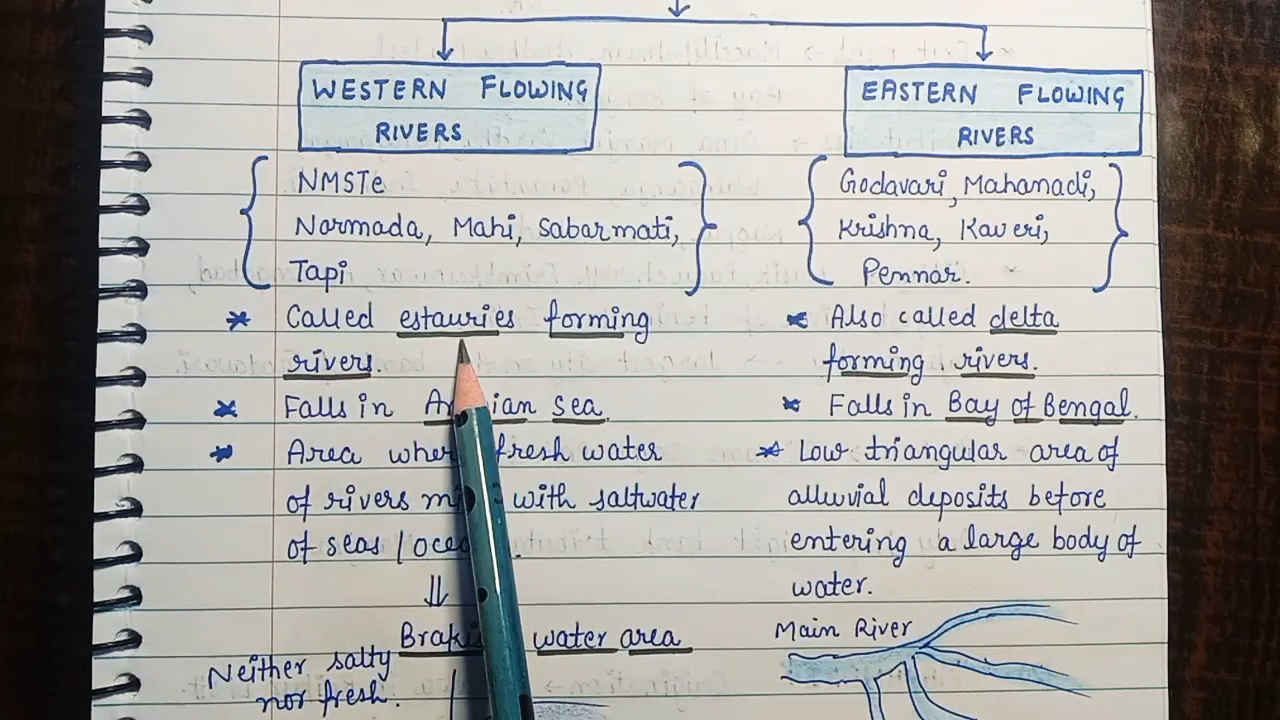 WESTERN FLOWING
RIVERS
NMSTe
Narmada, Mahi, Sabarmati,
Tapi
* Called estauries forming
rivers.
* Falls in Arabian Sea.
* Area where fresh water
of rivers with saltwater
of seas /
⇓
water area
Neither salty
nor fresh.
EASTERN FLOWING
RIVERS
Godavari, Mahanadi,
Krishna, Kaveri,
Pennar.
* Also called delta
forming rivers.
* Falls in Bay of Bengal.
* Low triangular area of
alluvial deposits before
entering a large body of
water.
Main River